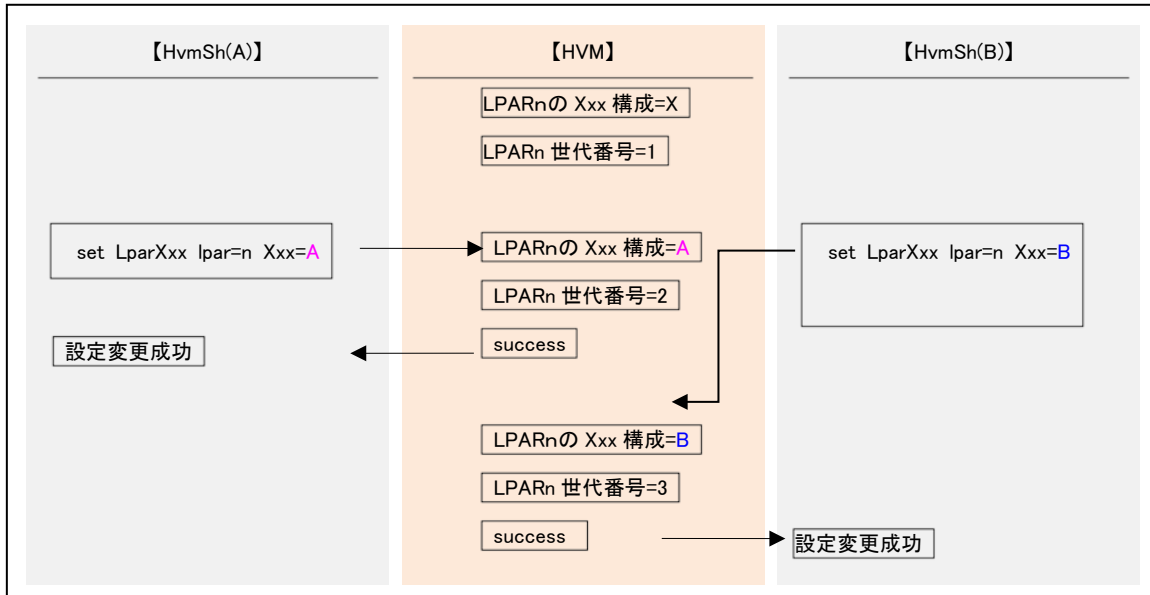 【HvmSh(A)】
【HVM】
【HvmSh(B)】
LPARnの Xxx 構成=X
LPARn 世代番号=1
set LparXxx lpar=n Xxx=A
LPARnの Xxx 構成=A
set LparXxx lpar=n Xxx=B
LPARn 世代番号=2
success
設定変更成功
LPARnの Xxx 構成=B
LPARn 世代番号=3
success
設定変更成功